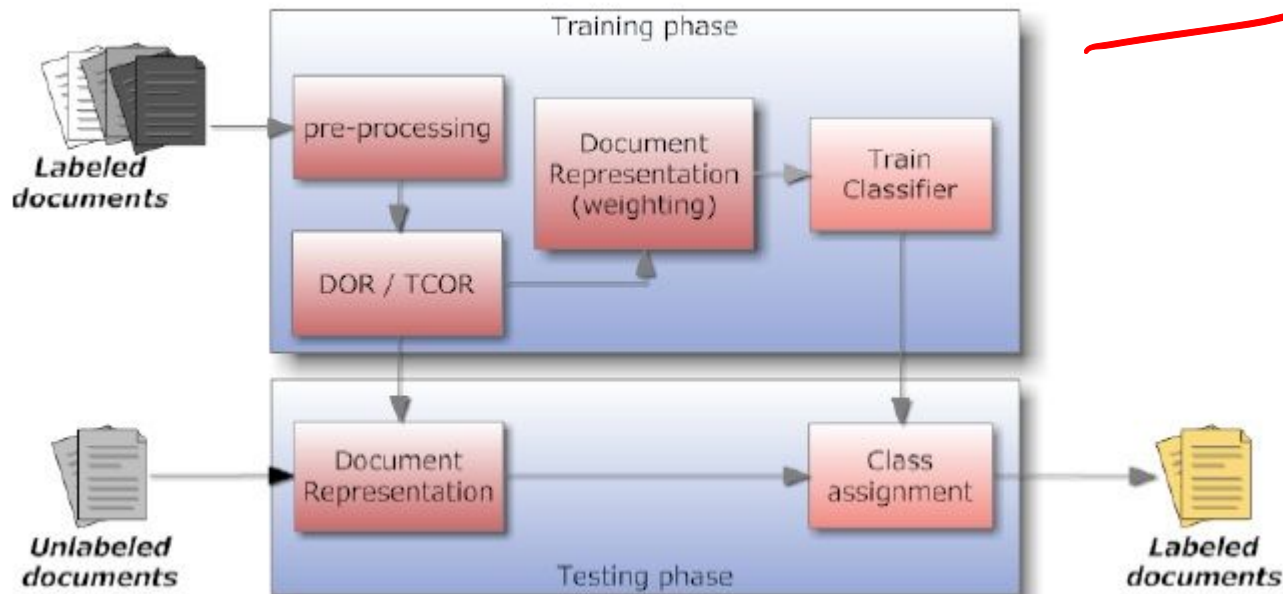 Training phase
Labeled
documents
pre-processing
DOR / TCOR
Document
Representation
(weighting)
Train
Classifier
Unlabeled
documents
Document
Representation
Class
assignment
Labeled
documents
Testing phase